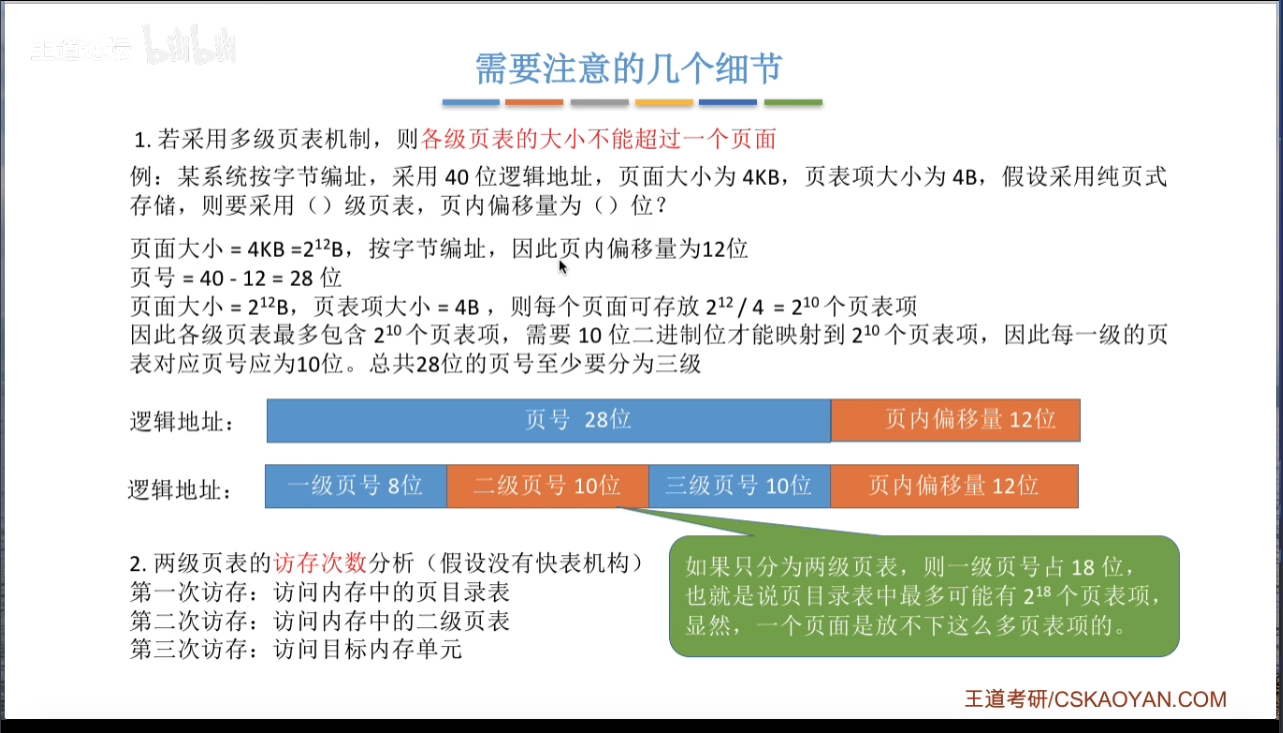 王道论坛 bilibili
需要注意的几个细节
1. 若采用多级页表机制，则各级页表的大小不能超过一个页面
例：某系统按字节编址，采用 40 位逻辑地址，页面大小为 4KB，页表项大小为 4B，假设采用纯页式
存储，则要采用（）级页表，页内偏移量为（）位？
页面大小 = 4KB =2¹²B，按字节编址，因此页内偏移量为12位
页号 = 40 - 12 = 28 位
页面大小 = 2¹²B，页表项大小 = 4B ，则每个页面可存放 2¹² / 4 = 2¹⁰ 个页表项
因此各级页表最多包含 2¹⁰ 个页表项，需要 10 位二进制位才能映射到 2¹⁰ 个页表项，因此每一级的页
表对应页号应为10位。总共28位的页号至少要分为三级
逻辑地址： 页号 28位 页内偏移量 12位
逻辑地址： 一级页号 8位 二级页号 10位 三级页号 10位 页内偏移量 12位
2. 两级页表的访存次数分析（假设没有快表机构）
第一次访存：访问内存中的页目录表
第二次访存：访问内存中的二级页表
第三次访存：访问目标内存单元
如果只分为两级页表，则一级页号占 18 位，
也就是说页目录表中最多可能有 2¹⁸ 个页表项，
显然，一个页面是放不下这么多页表项的。
王道考研/CSKAOYAN.COM